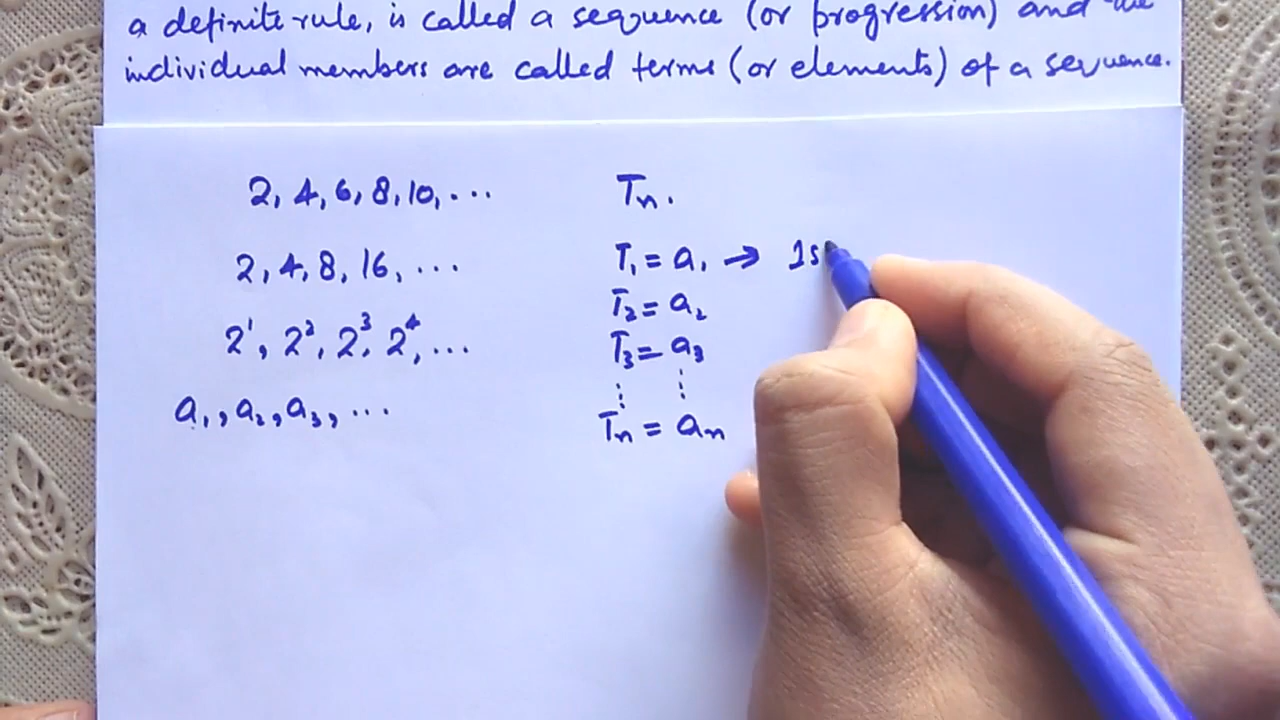 a definite rule, is called a sequence (or progression) and the
individual members are called terms (or elements) of a sequence.
2, 4, 6, 8, 10, ...
2, 4, 8, 16, ...
2¹, 2², 2³, 2⁴, ...
a₁, a₂, a₃, ...
Tₙ.
T₁ = a₁ → 1s
T₂ = a₂
T₃ = a₃
⋮ ⋮
Tₙ = aₙ